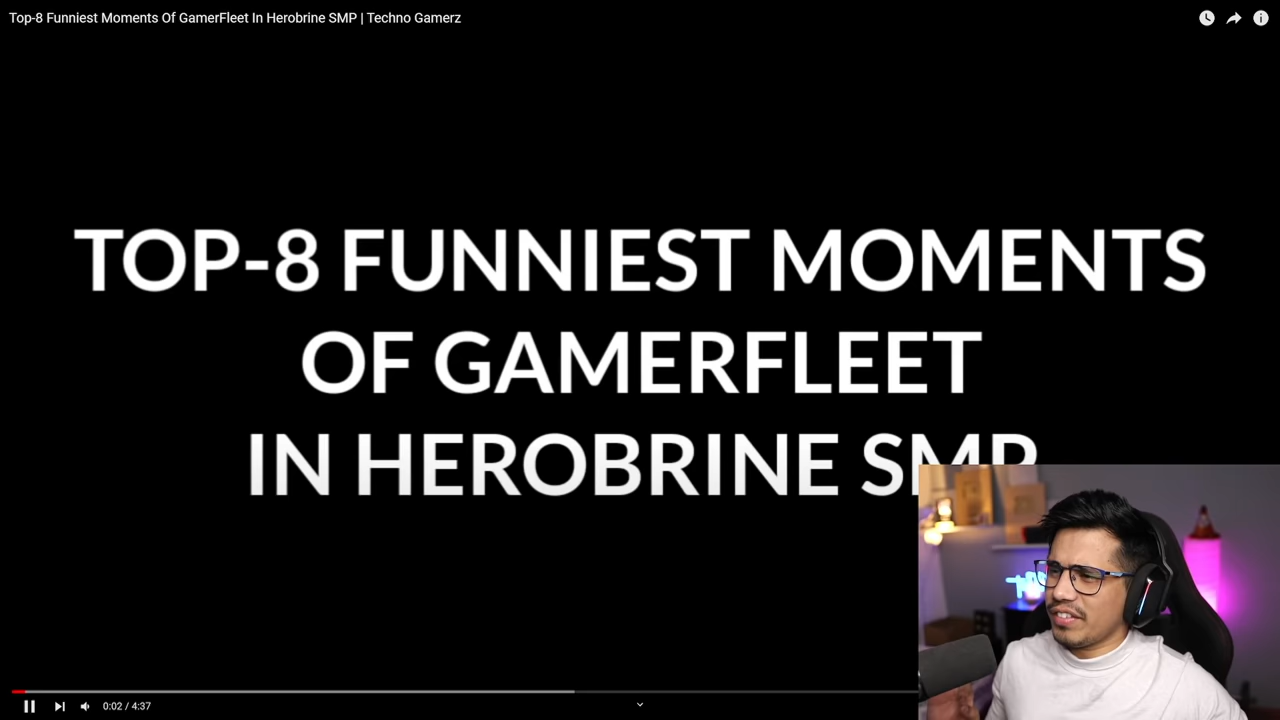 Top-8 Funniest Moments Of GamerFleet In Herobrine SMP | Techno Gamerz
TOP-8 FUNNIEST MOMENTS
OF GAMERFLEET
IN HEROBRINE SMP
0:02 / 4:37